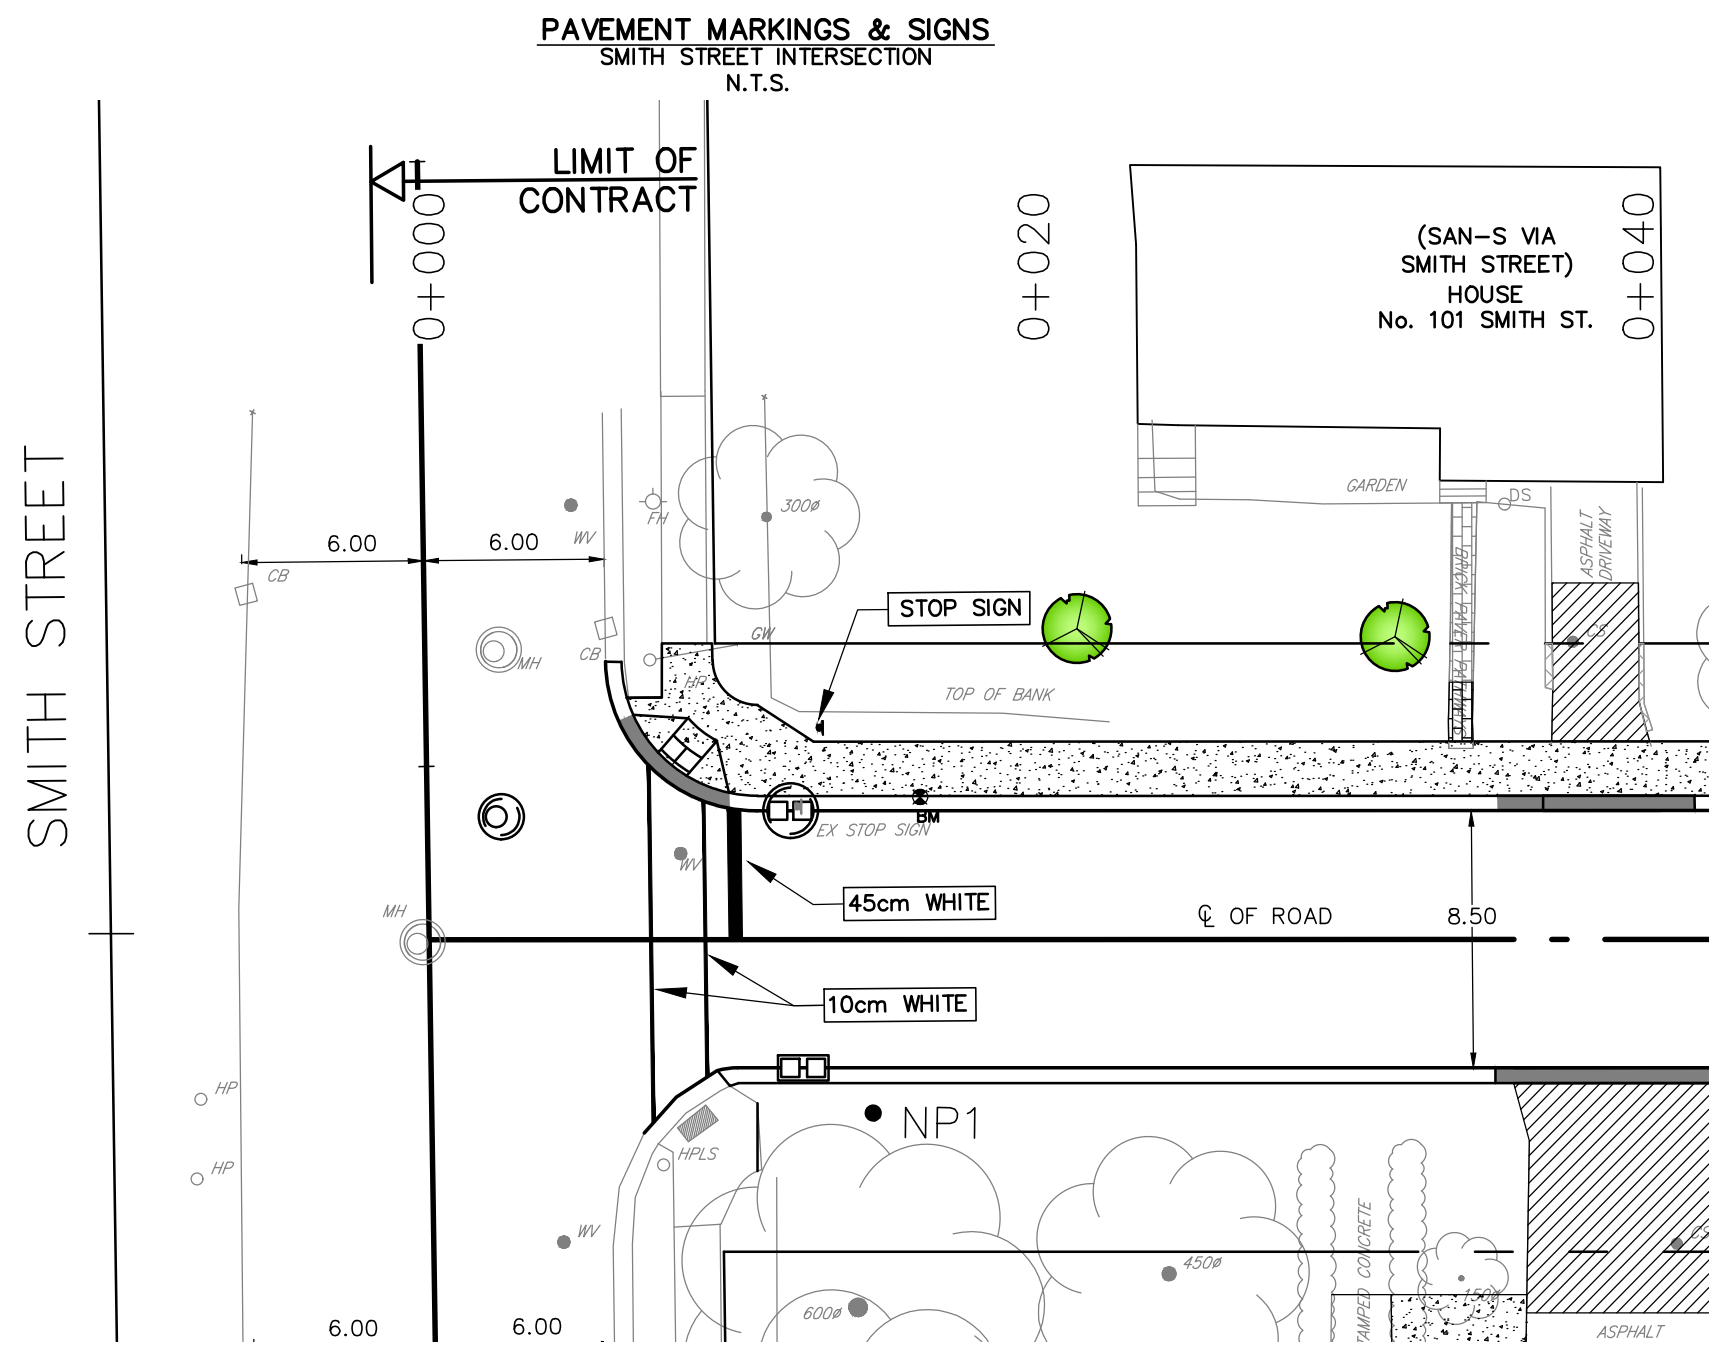 PAVEMENT MARKINGS & SIGNS
SMITH STREET INTERSECTION
N.T.S.
LIMIT OF
CONTRACT
0+000
0+020
0+040
(SAN-S VIA
SMITH STREET)
HOUSE
No. 101 SMITH ST.
SMITH STREET
GARDEN
DS
ASPHALT
DRIVEWAY
300ø
FH
WV
6.00
6.00
CB
CB
MH
GW
HP
STOP SIGN
BRICK PAVER PATHWAY
CS
TOP OF BANK
BM
EX STOP SIGN
WV
45cm WHITE
MH
℄ OF ROAD
8.50
10cm WHITE
HP
NP1
HPLS
HP
WV
450ø
600ø
150ø
CS
TAMPED CONCRETE
6.00
6.00
ASPHALT